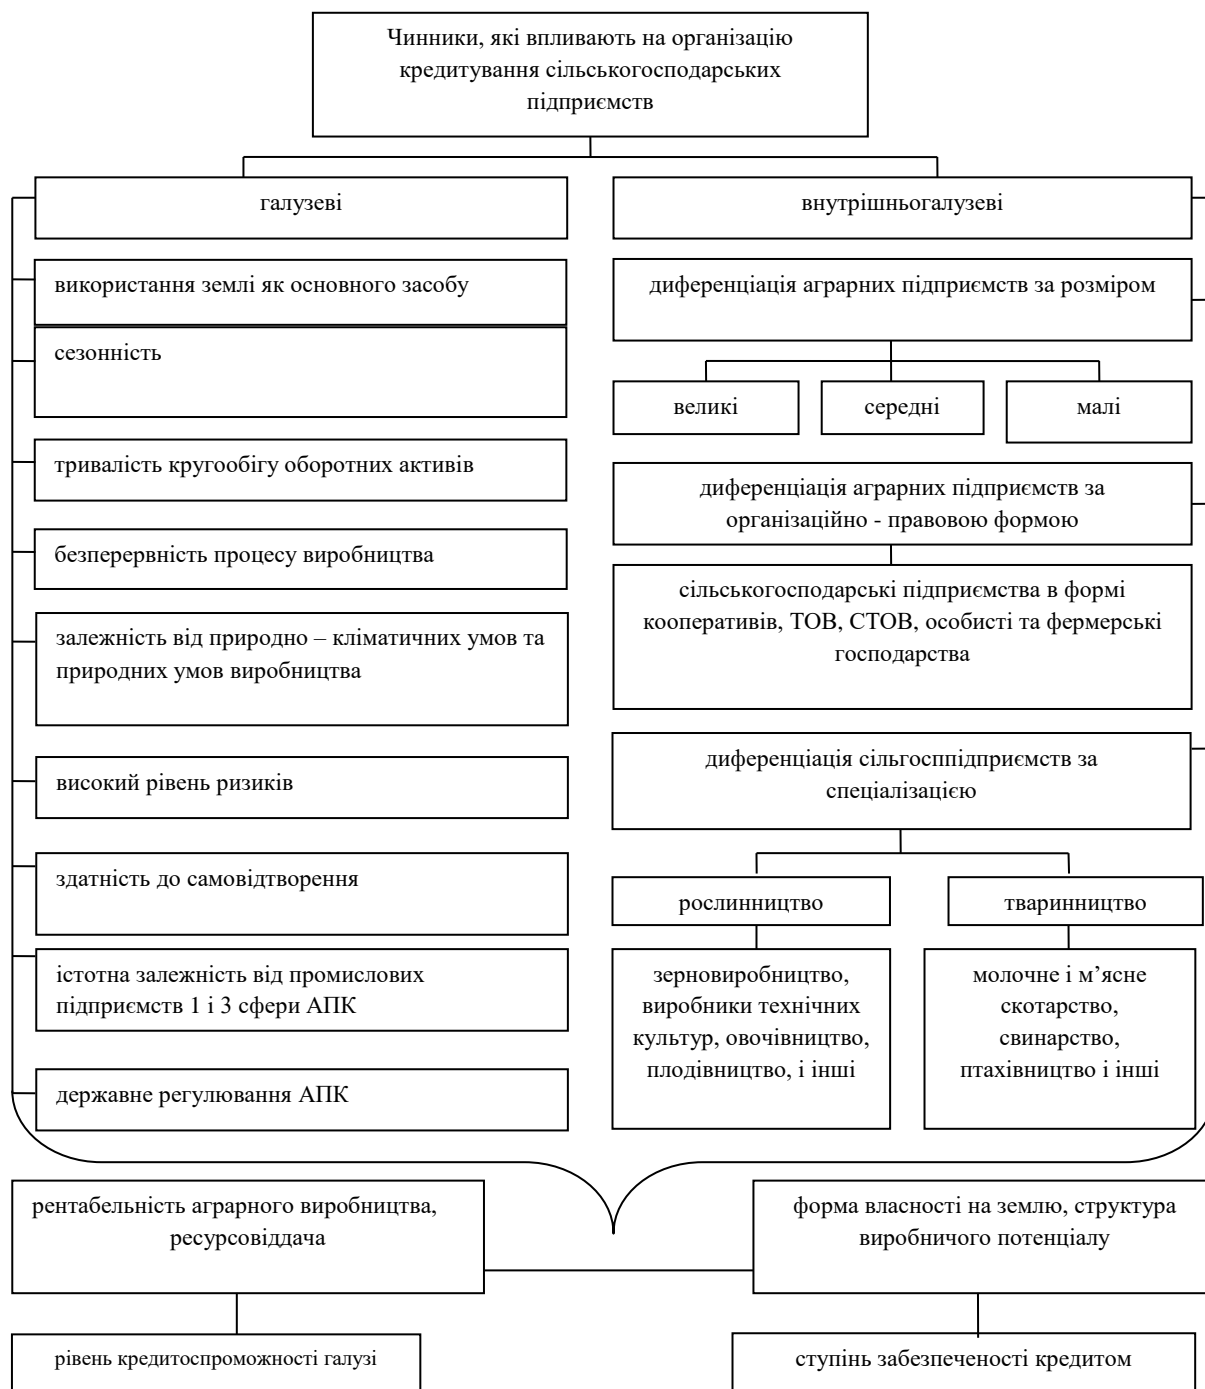 Чинники, які впливають на організацію
кредитування сільськогосподарських
підприємств
галузеві
використання землі як основного засобу
сезонність
тривалість кругообігу оборотних активів
безперервність процесу виробництва
залежність від природно – кліматичних умов та
природних умов виробництва
високий рівень ризиків
здатність до самовідтворення
істотна залежність від промислових
підприємств 1 і 3 сфери АПК
державне регулювання АПК
внутрішньогалузеві
диференціація аграрних підприємств за розміром
великі
середні
малі
диференціація аграрних підприємств за
організаційно - правовою формою
сільськогосподарські підприємства в формі
кооперативів, ТОВ, СТОВ, особисті та фермерські
господарства
диференціація сільгосппідприємств за
спеціалізацією
рослинництво
зерновиробництво,
виробники технічних
культур, овочівництво,
плодівництво, і інші
тваринництво
молочне і м’ясне
скотарство,
свинарство,
птахівництво і інші
рентабельність аграрного виробництва,
ресурсовіддача
форма власності на землю, структура
виробничого потенціалу
рівень кредитоспроможності галузі
ступінь забезпеченості кредитом